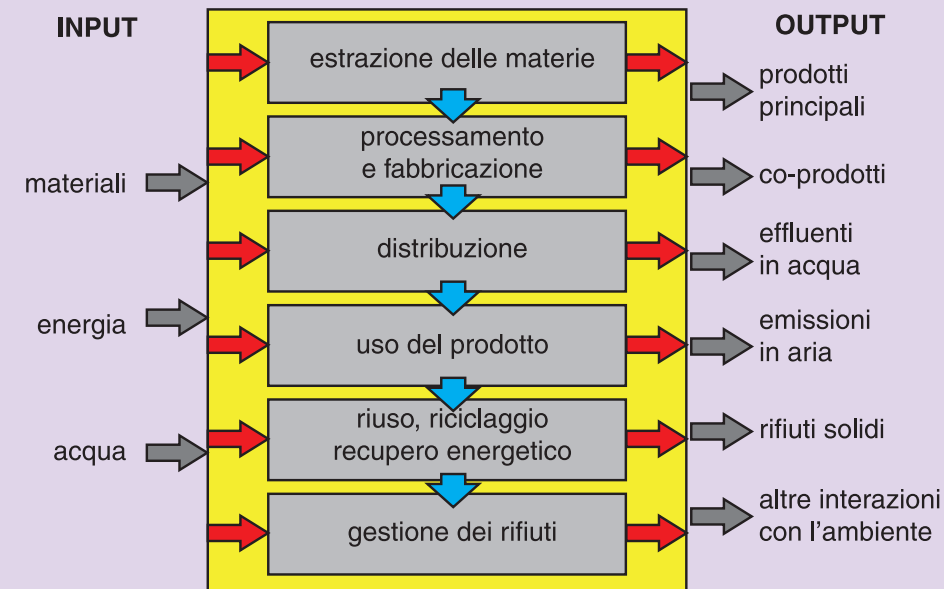 INPUT
materiali
energia
acqua
estrazione delle materie
processamento
e fabbricazione
distribuzione
uso del prodotto
riuso, riciclaggio
recupero energetico
gestione dei rifiuti
OUTPUT
prodotti
principali
co-prodotti
effluenti
in acqua
emissioni
in aria
rifiuti solidi
altre interazioni
con l'ambiente